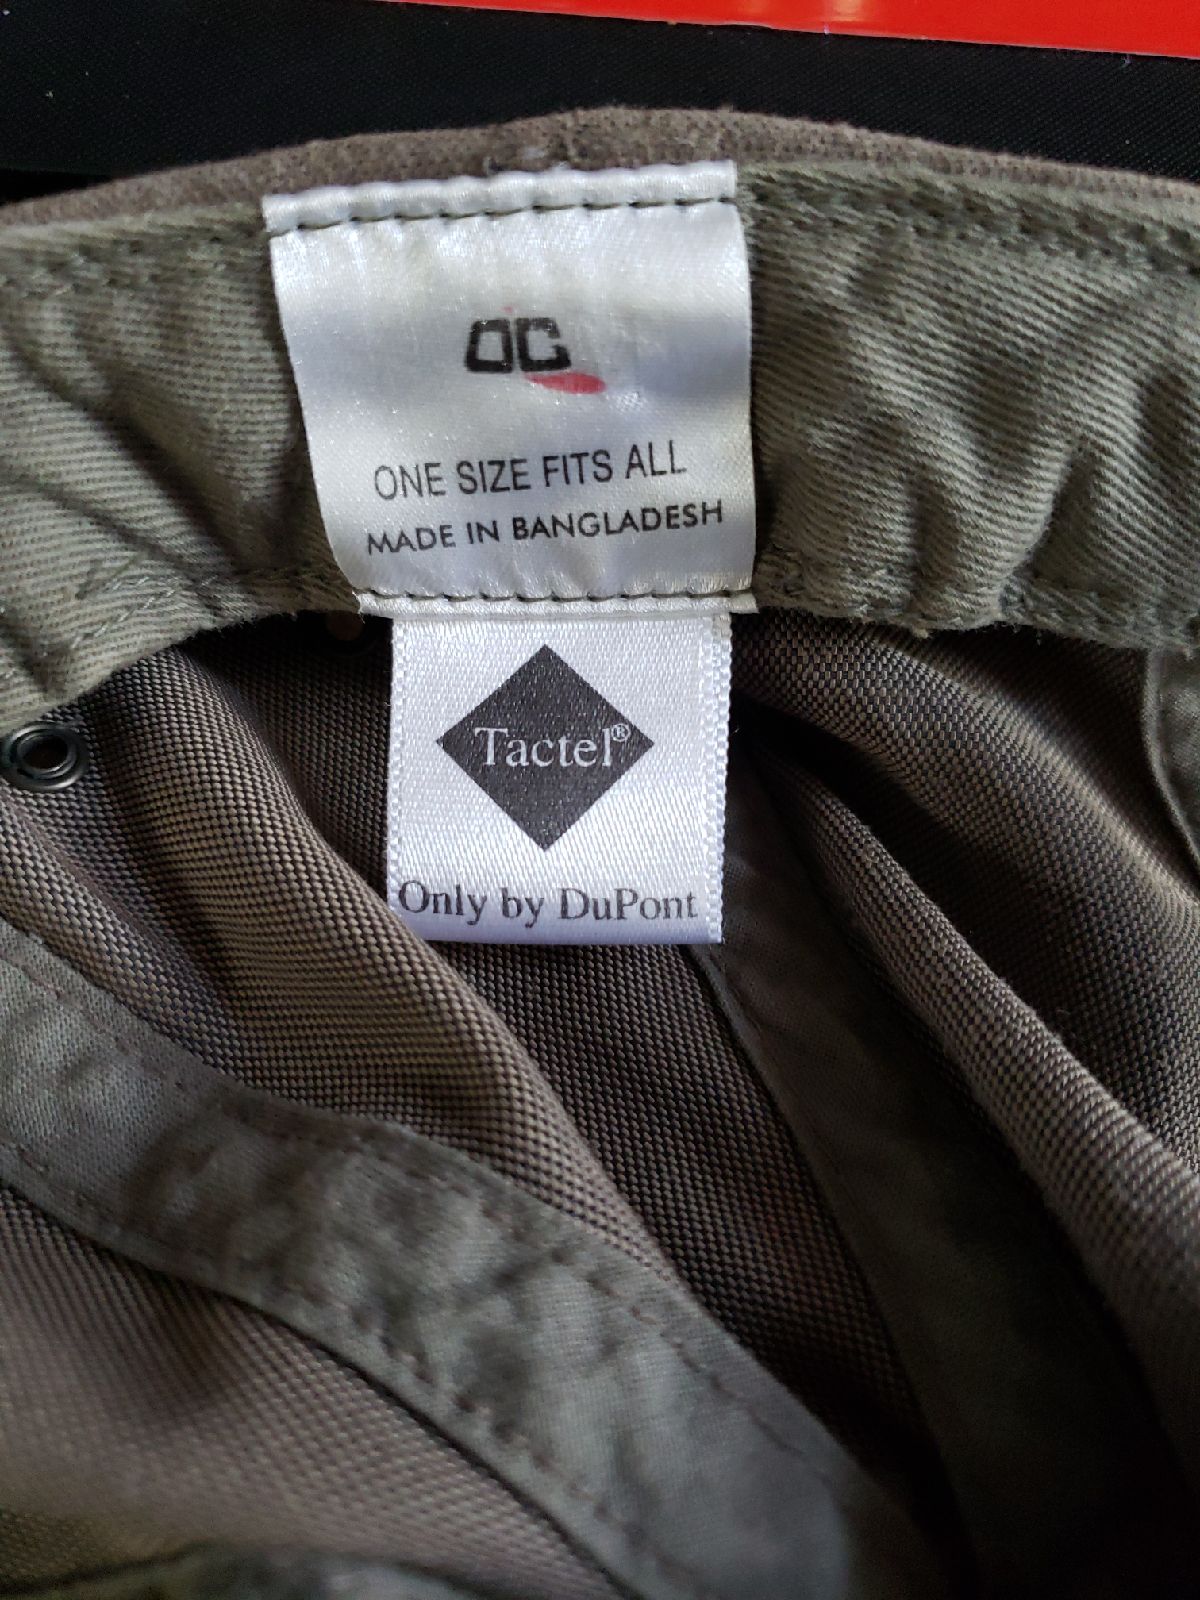 OC
ONE SIZE FITS ALL
MADE IN BANGLADESH
Tactel®
Only by DuPont